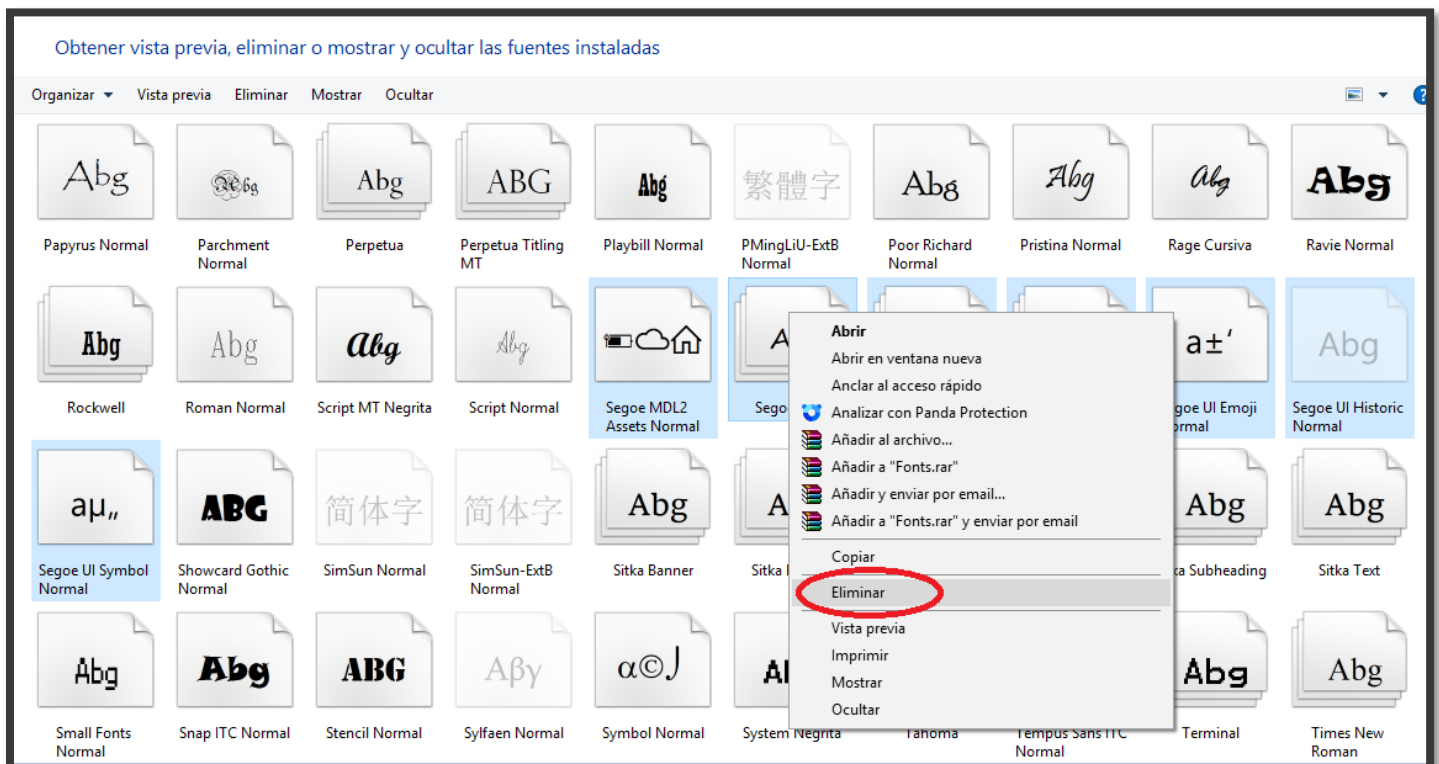 Obtener vista previa, eliminar o mostrar y ocultar las fuentes instaladas
Organizar Vista previa Eliminar Mostrar Ocultar
Abg Abg Abg ABG Abg 繁體字 Abg Abg Abg Abg
Papyrus Normal Parchment Normal Perpetua Perpetua Titling MT Playbill Normal PMingLiU-ExtB Normal Poor Richard Normal Pristina Normal Rage Cursiva Ravie Normal
Abg Abg Abg Abg a±‘ Abg
Rockwell Roman Normal Script MT Negrita Script Normal Segoe MDL2 Assets Normal Segoe UI Historic Normal
Abrir
Abrir en ventana nueva
Anclar al acceso rápido
Analizar con Panda Protection
Añadir al archivo...
Añadir a "Fonts.rar"
Añadir y enviar por email...
Añadir a "Fonts.rar" y enviar por email
Copiar
Eliminar
Vista previa
Imprimir
Mostrar
Ocultar
aµ„ ABG 简体字 简体字 Abg Abg Abg
Segoe UI Symbol Normal Showcard Gothic Normal SimSun Normal SimSun-ExtB Normal Sitka Banner Sitka Subheading Sitka Text
Abg Abg ABG Αβγ α©J Abg Abg
Small Fonts Normal Snap ITC Normal Stencil Normal Sylfaen Normal Symbol Normal System Negrita Tahoma Tempus Sans ITC Normal Terminal Times New Roman